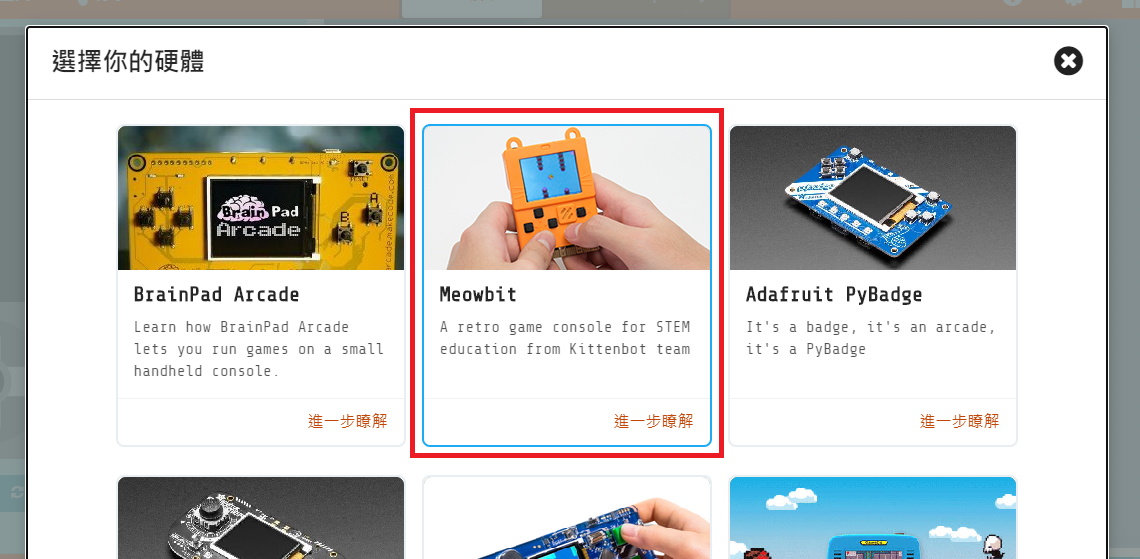 選擇你的硬體
Brain Pad
Arcade
B
A
arcade.makecode.com
BrainPad Arcade
Learn how BrainPad Arcade
lets you run games on a small
handheld console.
進一步瞭解
Meowbit
A retro game console for STEM
education from Kittenbot team
進一步瞭解
Adafruit PyBadge
It's a badge, it's an arcade,
it's a PyBadge
進一步瞭解